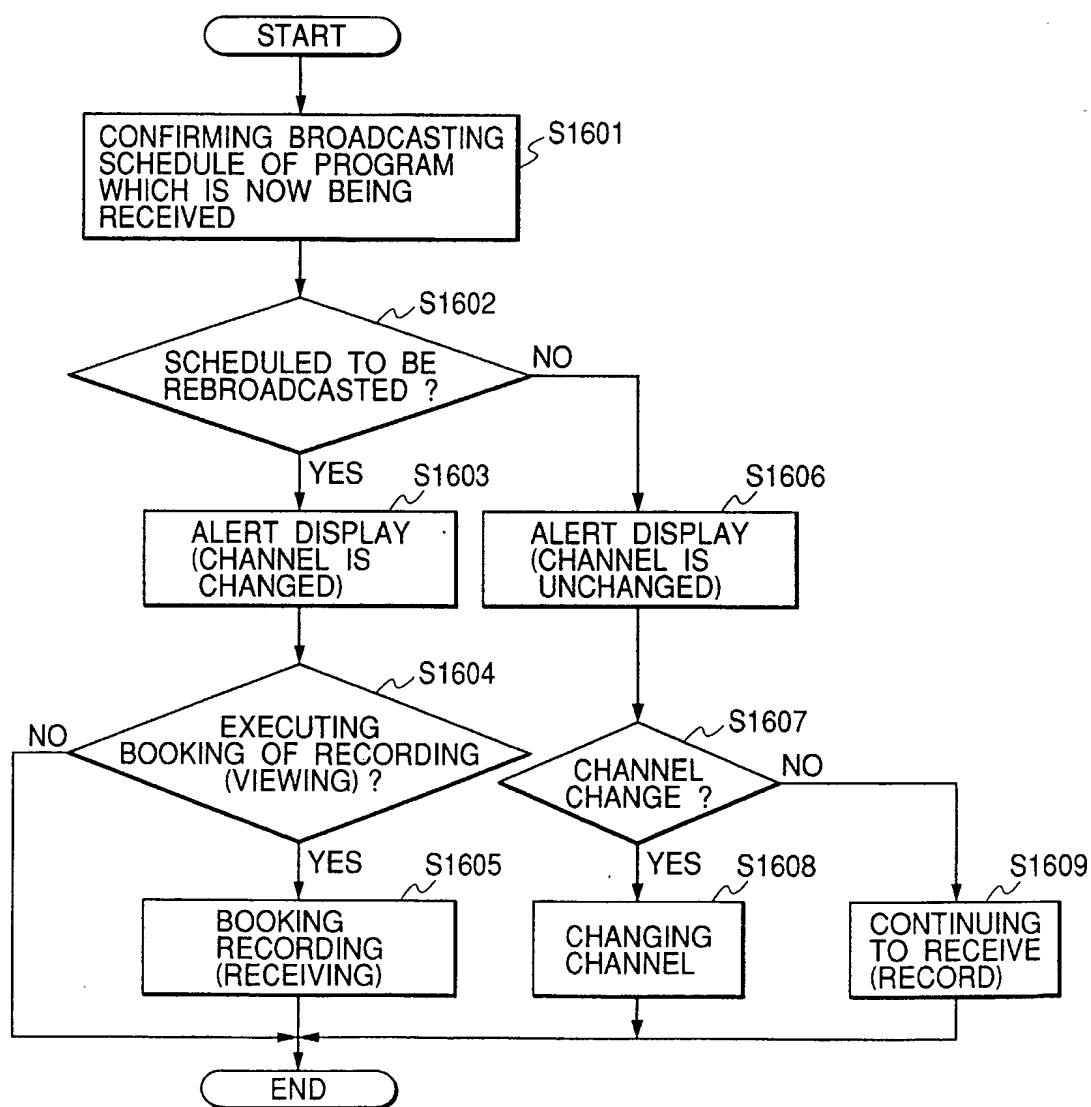 START
CONFIRMING BROADCASTING
SCHEDULE OF PROGRAM
WHICH IS NOW BEING
RECEIVED
S1601
S1602
SCHEDULED TO BE
REBROADCASTED ?
NO
YES
S1603
ALERT DISPLAY
(CHANNEL IS
CHANGED)
S1606
ALERT DISPLAY
(CHANNEL IS
UNCHANGED)
S1604
NO
EXECUTING
BOOKING OF RECORDING
(VIEWING) ?
YES
S1607
CHANNEL
CHANGE ?
NO
YES
S1605
BOOKING
RECORDING
(RECEIVING)
S1608
CHANGING
CHANNEL
S1609
CONTINUING
TO RECEIVE
(RECORD)
END